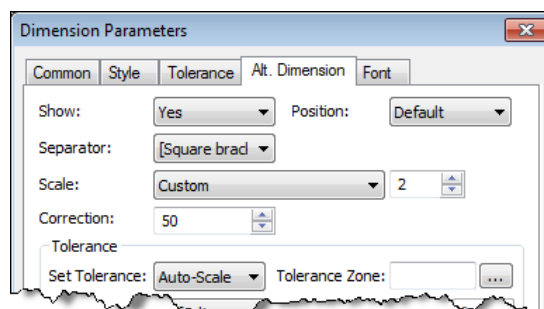 Dimension Parameters
Common Style Tolerance Alt. Dimension Font
Show: Yes Position: Default
Separator: [Square bracl
Scale: Custom 2
Correction: 50
Tolerance
Set Tolerance: Auto-Scale Tolerance Zone: ...